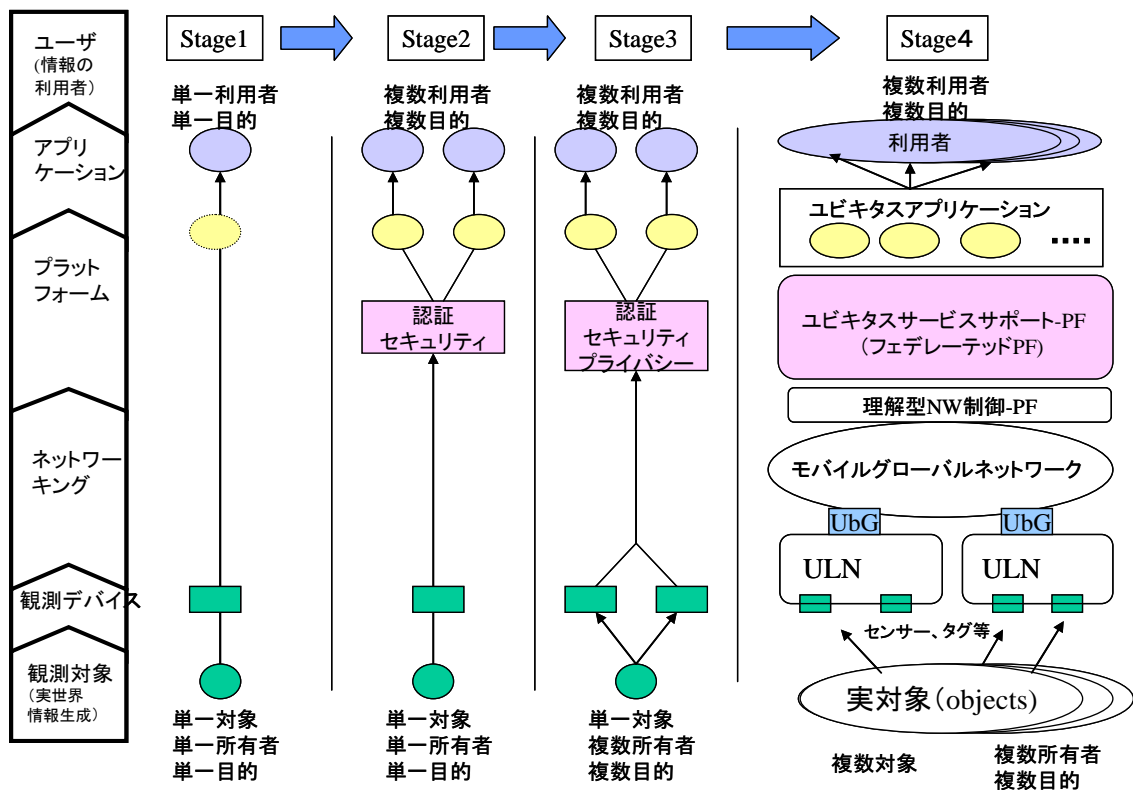 ユーザ
(情報の
利用者)
アプリ
ケーション
プラット
フォーム
ネットワー
キング
観測デバイス
観測対象
(実世界
情報生成)
Stage1
単一利用者
単一目的
単一対象
単一所有者
単一目的
Stage2
複数利用者
複数目的
認証
セキュリティ
単一対象
単一所有者
単一目的
Stage3
複数利用者
複数目的
認証
セキュリティ
プライバシー
単一対象
複数所有者
複数目的
Stage4
複数利用者
複数目的
利用者
ユビキタスアプリケーション
‥‥
ユビキタスサービスサポート-PF
(フェデレーテッドPF)
理解型NW制御-PF
モバイルグローバルネットワーク
UbG
UbG
ULN
ULN
センサー、タグ等
実対象(objects)
複数対象
複数所有者
複数目的